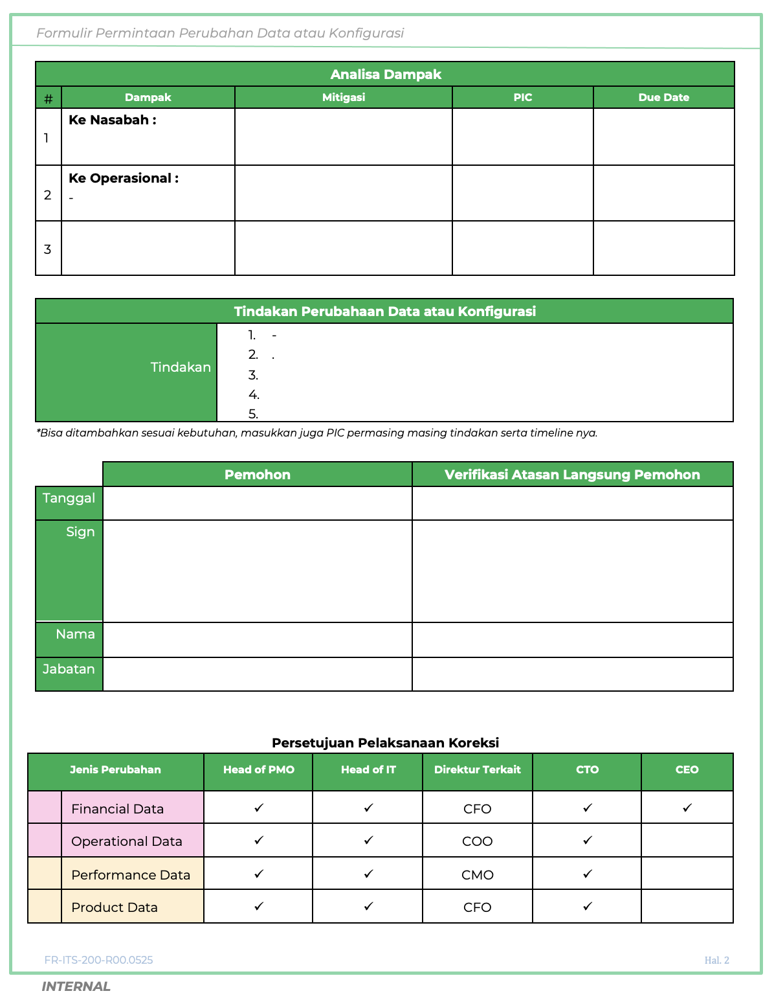 Formulir Permintaan Perubahan Data atau Konfigurasi
Analisa Dampak
# Dampak Mitigasi PIC Due Date
1 Ke Nasabah :
2 Ke Operasional :
-
3
Tindakan Perubahaan Data atau Konfigurasi
Tindakan
1. -
2. .
3.
4.
5.
*Bisa ditambahkan sesuai kebutuhan, masukkan juga PIC permasing masing tindakan serta timeline nya.
Pemohon Verifikasi Atasan Langsung Pemohon
Tanggal
Sign
Nama
Jabatan
Persetujuan Pelaksanaan Koreksi
Jenis Perubahan Head of PMO Head of IT Direktur Terkait CTO CEO
Financial Data ✓ ✓ CFO ✓ ✓
Operational Data ✓ ✓ COO ✓
Performance Data ✓ ✓ CMO ✓
Product Data ✓ ✓ CFO ✓
FR-ITS-200-R00.0525 Hal. 2
INTERNAL